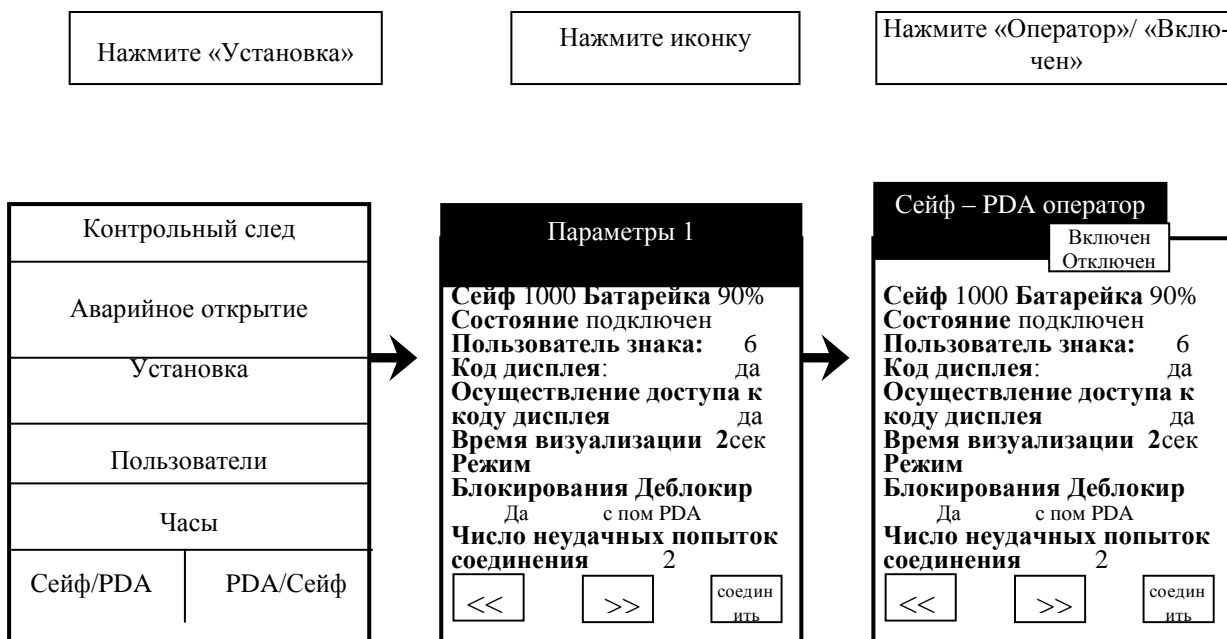 Нажмите «Установка»
Нажмите иконку
Нажмите «Оператор»/ «Вклю-
чен»
Контрольный след
Аварийное открытие
Установка
Пользователи
Часы
Сейф/PDA
PDA/Сейф
Параметры 1
Сейф 1000 Батарейка 90%
Состояние подключен
Пользователь знака: 6
Код дисплея: да
Осуществление доступа к
коду дисплея да
Время визуализации 2сек
Режим
Блокирования Деблокир
Да с пом PDA
Число неудачных попыток
соединения 2
<<
>>
соедин
ить
Сейф – PDA оператор
Включен
Отключен
Сейф 1000 Батарейка 90%
Состояние подключен
Пользователь знака: 6
Код дисплея: да
Осуществление доступа к
коду дисплея да
Время визуализации 2сек
Режим
Блокирования Деблокир
Да с пом PDA
Число неудачных попыток
соединения 2
<<
>>
соедин
ить